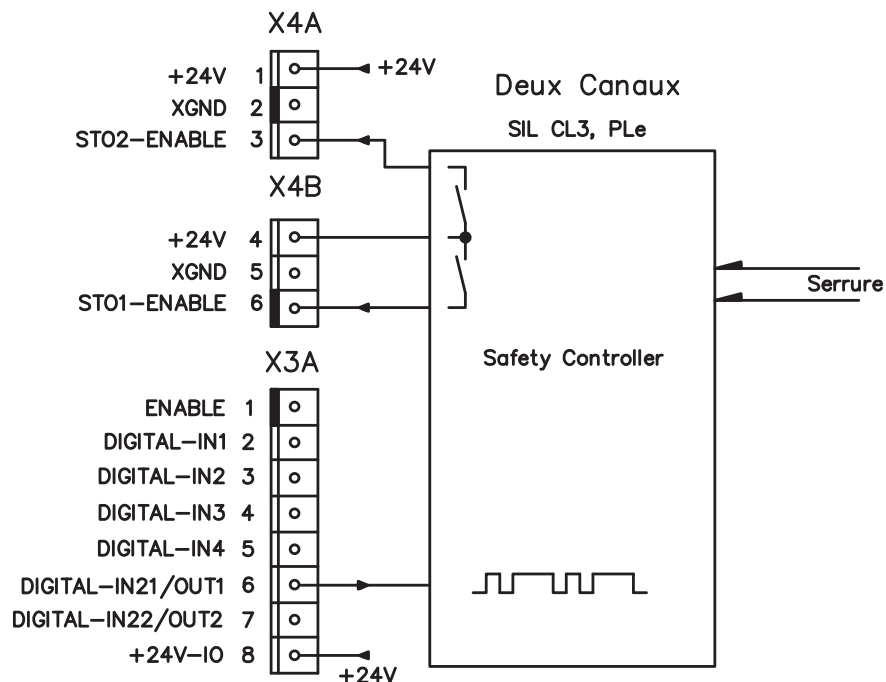 X4A
+24V 1 +24V
XGND 2
STO2-ENABLE 3
Deux Canaux
SIL CL3, PLe
X4B
+24V 4
XGND 5
STO1-ENABLE 6
Serrure
Safety Controller
X3A
ENABLE 1
DIGITAL-IN1 2
DIGITAL-IN2 3
DIGITAL-IN3 4
DIGITAL-IN4 5
DIGITAL-IN21/OUT1 6
DIGITAL-IN22/OUT2 7
+24V-IO 8
+24V